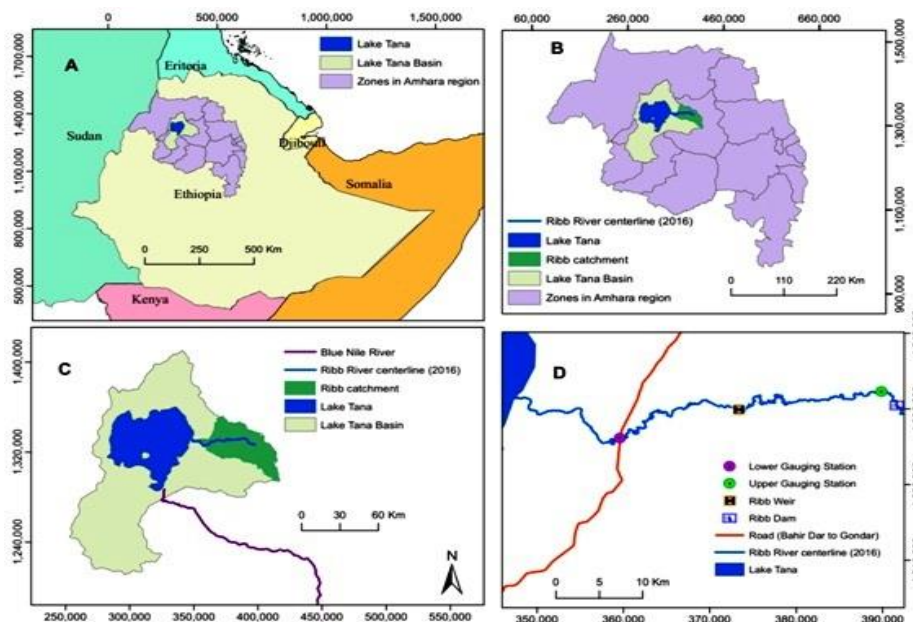 0 500,000 1,000,000 1,500,000
A
Lake Tana
Lake Tana Basin
Zones in Amhara region
Eritoria
Sudan
Djibouti
Somalia
Ethiopia
0 250 500 Km
Kenya
1,700,000
1,400,000
1,100,000
800,000
500,000
60,000 260,000 460,000 660,000
B
Ribb River centerline (2016)
Lake Tana
Ribb catchment
Lake Tana Basin
Zones in Amhara region
0 110 220 Km
1,500,000
1,300,000
1,100,000
900,000
C
Blue Nile River
Ribb River centerline (2016)
Ribb catchment
Lake Tana
Lake Tana Basin
0 30 60 Km
N
1,400,000
1,320,000
1,240,000
250,000 300,000 350,000 400,000 450,000 500,000 550,000
D
Lower Gauging Station
Upper Gauging Station
Ribb Weir
Ribb Dam
Road (Bahir Dar to Gondar)
Ribb River centerline (2016)
Lake Tana
0 5 10 Km
350,000 360,000 370,000 380,000 390,000